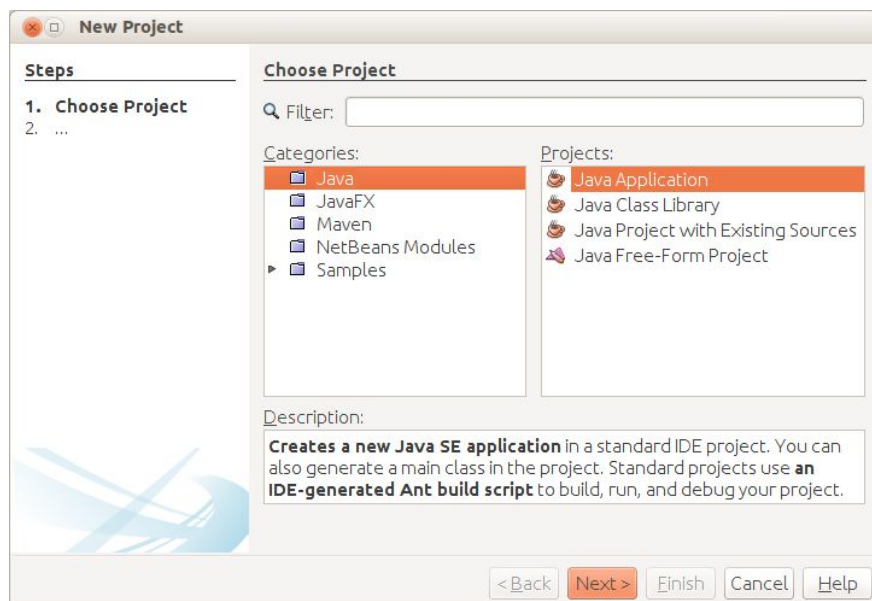 New Project
Steps
1. Choose Project
2. ...
Choose Project
Filter:
Categories:
Java
JavaFX
Maven
NetBeans Modules
Samples
Projects:
Java Application
Java Class Library
Java Project with Existing Sources
Java Free-Form Project
Description:
Creates a new Java SE application in a standard IDE project. You can
also generate a main class in the project. Standard projects use an
IDE-generated Ant build script to build, run, and debug your project.
< Back Next > Finish Cancel Help